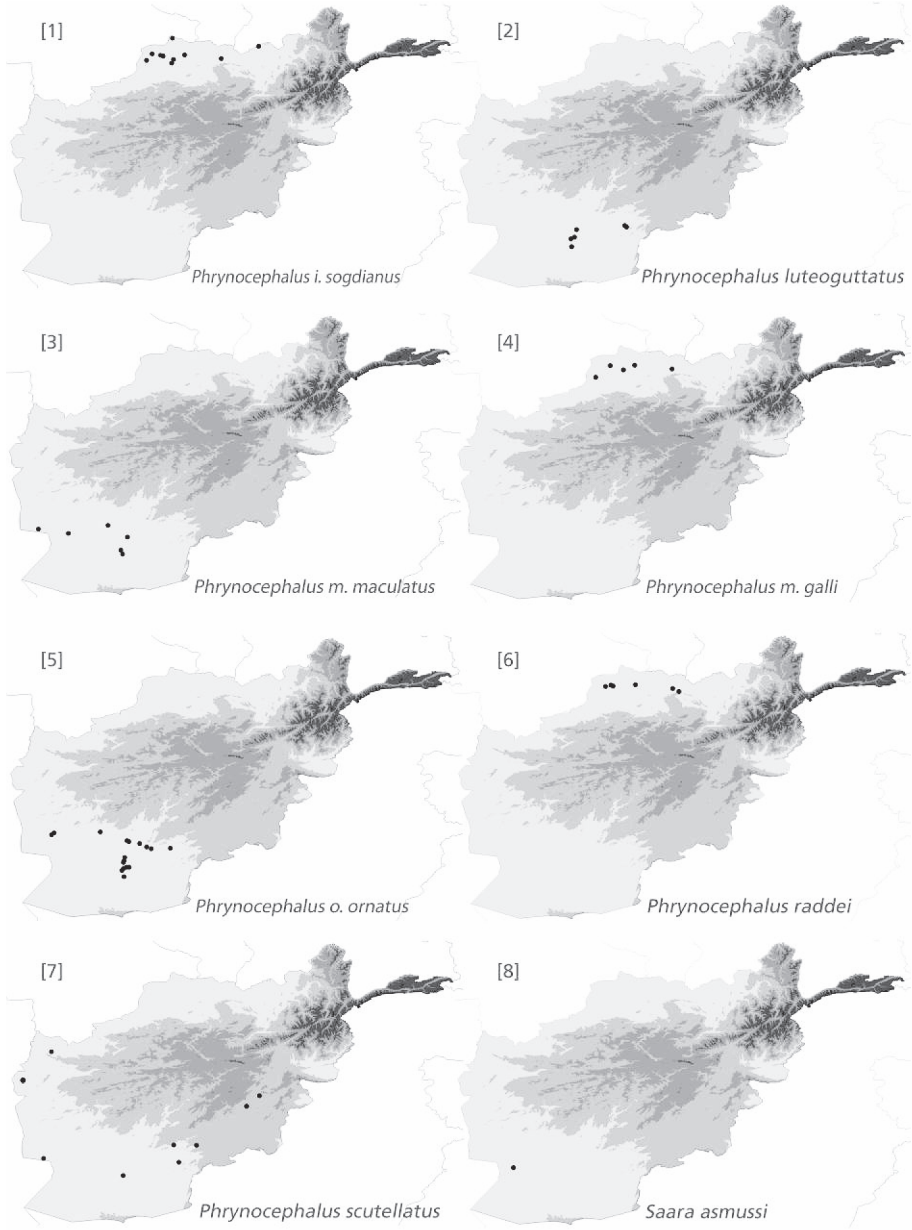 [1]
Phrynocephalus i. sogdianus
[2]
Phrynocephalus luteoguttatus
[3]
Phrynocephalus m. maculatus
[4]
Phrynocephalus m. galli
[5]
Phrynocephalus o. ornatus
[6]
Phrynocephalus raddei
[7]
Phrynocephalus scutellatus
[8]
Saara asmussi